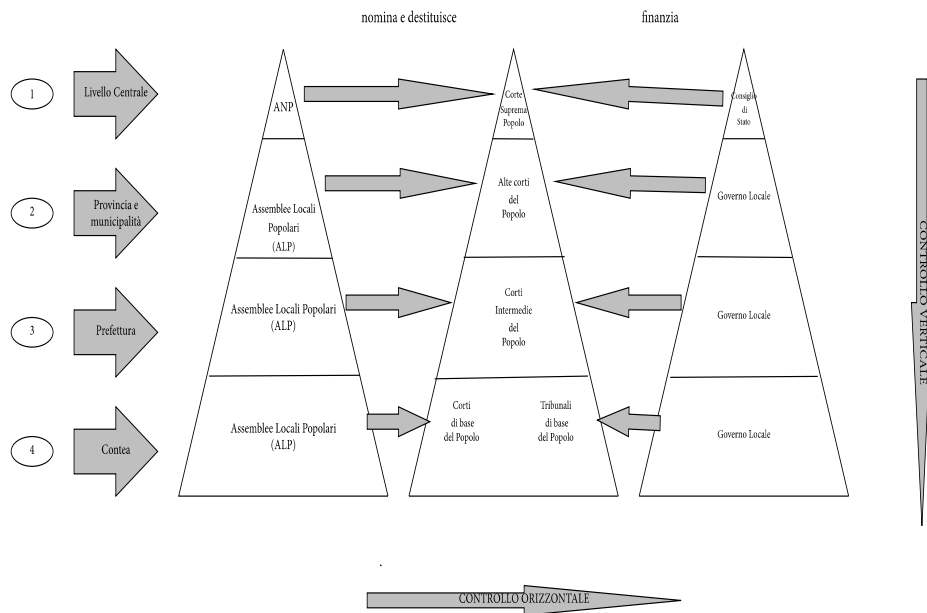 nomina e destituisce
finanzia
1
Livello Centrale
ANP
Corte
Suprema
Popolo
Consiglio
di
Stato
2
Provincia e
municipalità
Assemblee Locali
Popolari
(ALP)
Alte corti
del
Popolo
Governo Locale
3
Prefettura
Assemblee Locali Popolari
(ALP)
Corti
Intermedie
del
Popolo
Governo Locale
4
Contea
Assemblee Locali Popolari
(ALP)
Corti
di base
del Popolo
Tribunali
di base
del Popolo
Governo Locale
CONTROLLO VERTICALE
CONTROLLO ORIZZONTALE